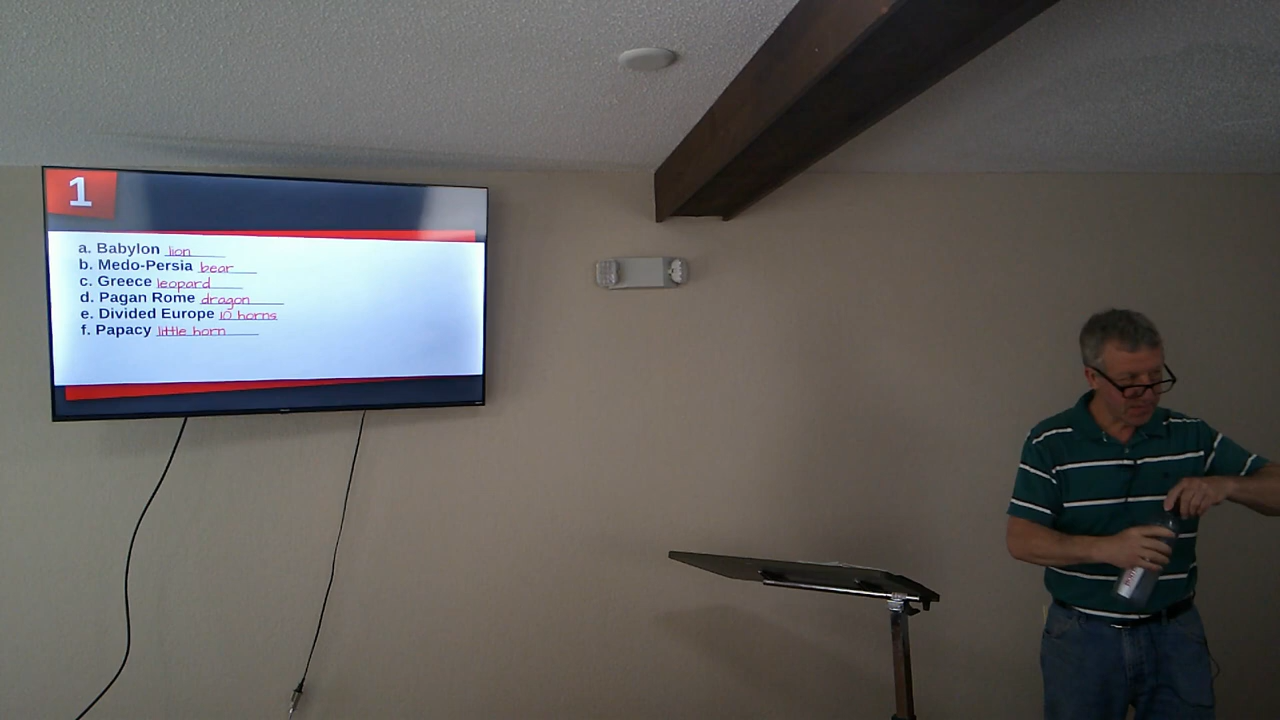 1
a. Babylon lion
b. Medo-Persia bear
c. Greece leopard
d. Pagan Rome dragon
e. Divided Europe 10 horns
f. Papacy little horn